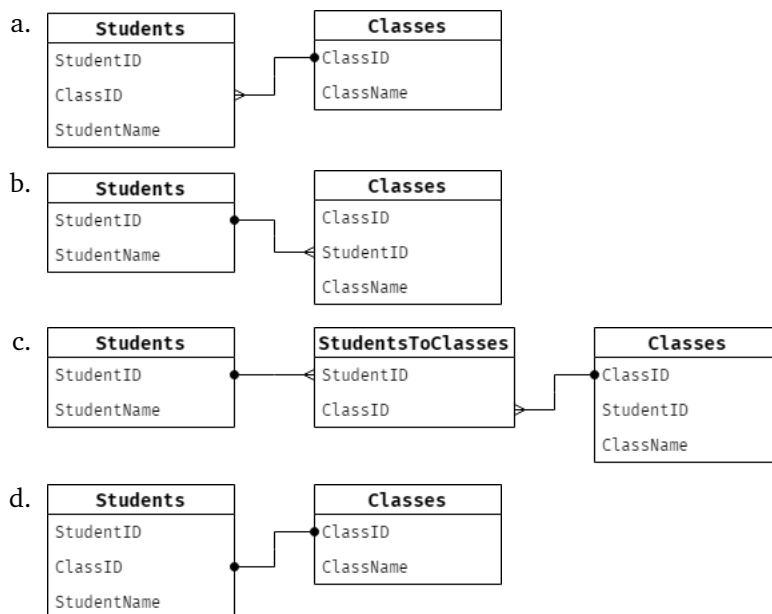 a.
Students
StudentID
ClassID
StudentName
Classes
ClassID
ClassName
b.
Students
StudentID
StudentName
Classes
ClassID
StudentID
ClassName
c.
Students
StudentID
StudentName
StudentsToClasses
StudentID
ClassID
Classes
ClassID
StudentID
ClassName
d.
Students
StudentID
ClassID
StudentName
Classes
ClassID
ClassName